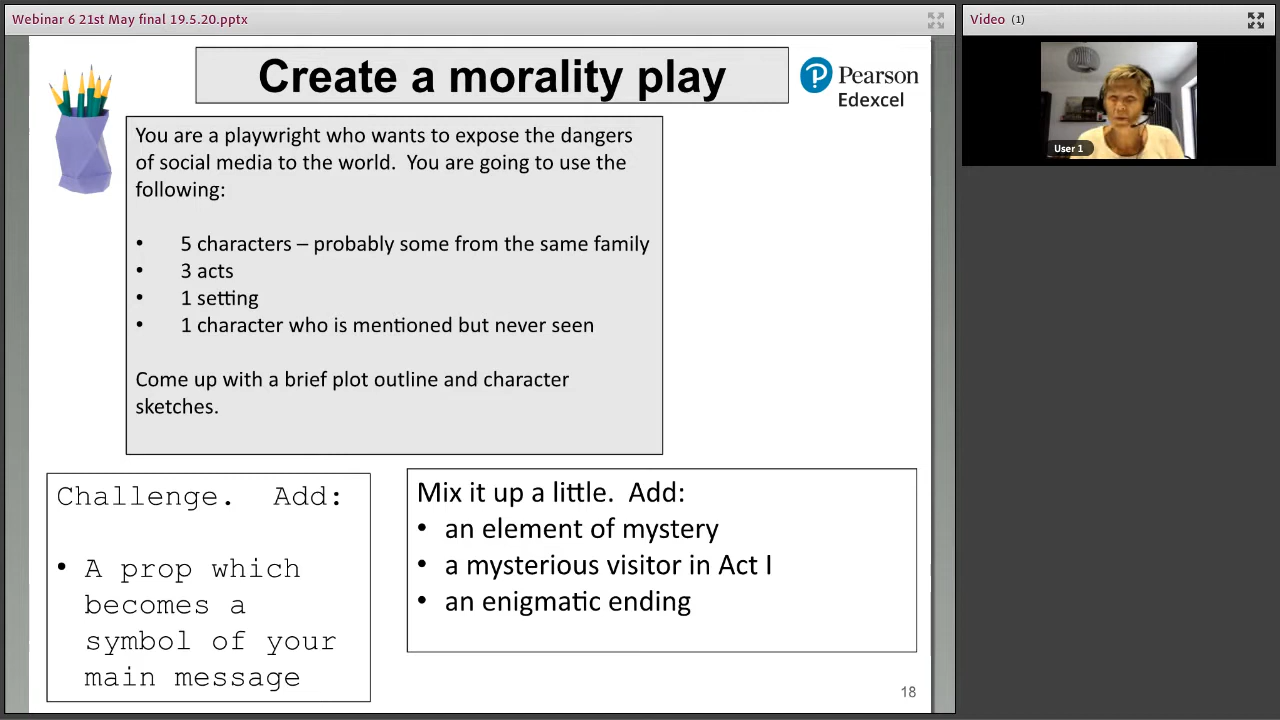 Webinar 6 21st May final 19.5.20.pptx
Video (1)
Create a morality play
Pearson
Edexcel
You are a playwright who wants to expose the dangers
of social media to the world.  You are going to use the
following:
• 5 characters – probably some from the same family
• 3 acts
• 1 setting
• 1 character who is mentioned but never seen
Come up with a brief plot outline and character
sketches.
Challenge.  Add:
• A prop which
becomes a
symbol of your
main message
Mix it up a little.  Add:
• an element of mystery
• a mysterious visitor in Act I
• an enigmatic ending
18
User 1